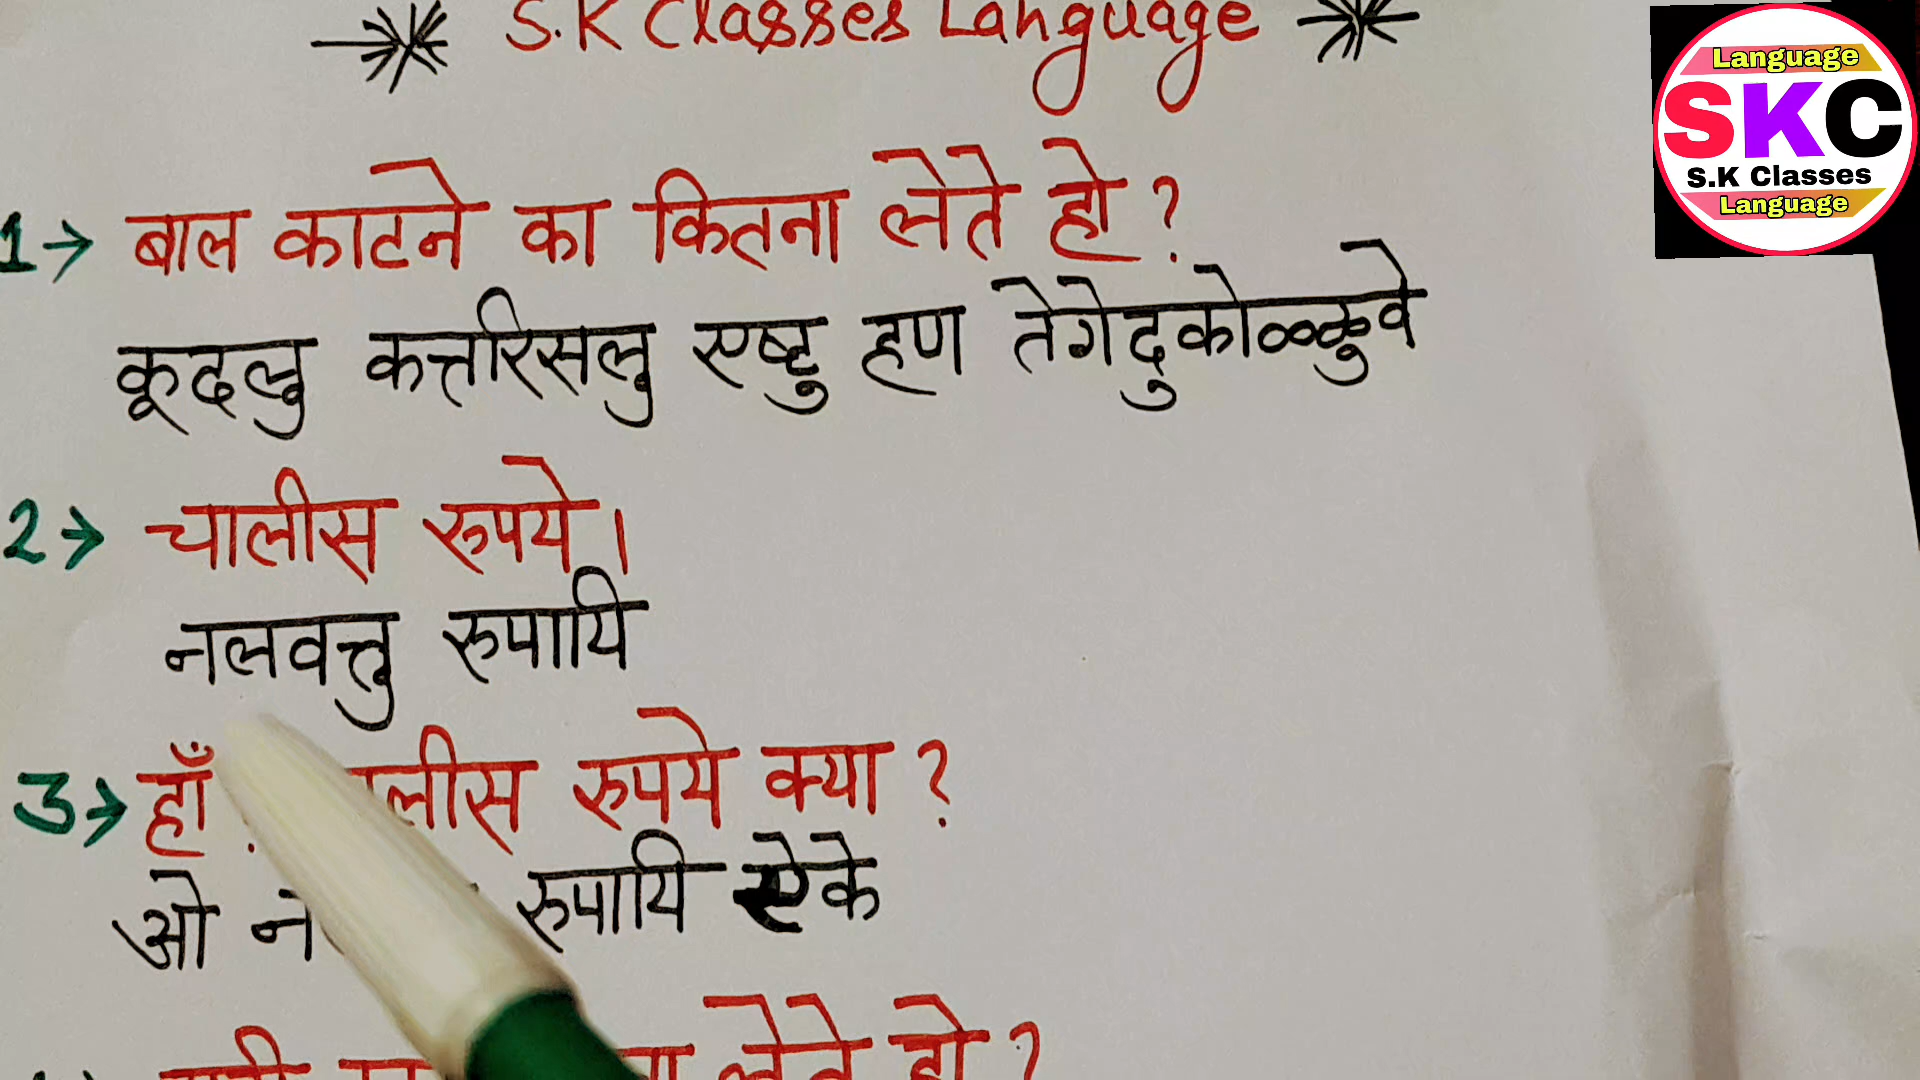 S.K Classes Language
Language
SKC
S.K Classes
Language
1→ बाल काटने का कितना लेते हो?
कूदलु कत्तरिसलु एष्टु हण तेगेदुकोळ्ळुवे
2→ चालीस रुपये।
नलवत्तु रुपायि
3→ हाँ रुपये क्या?
ओ रुपायि ऐके
लेते हो?